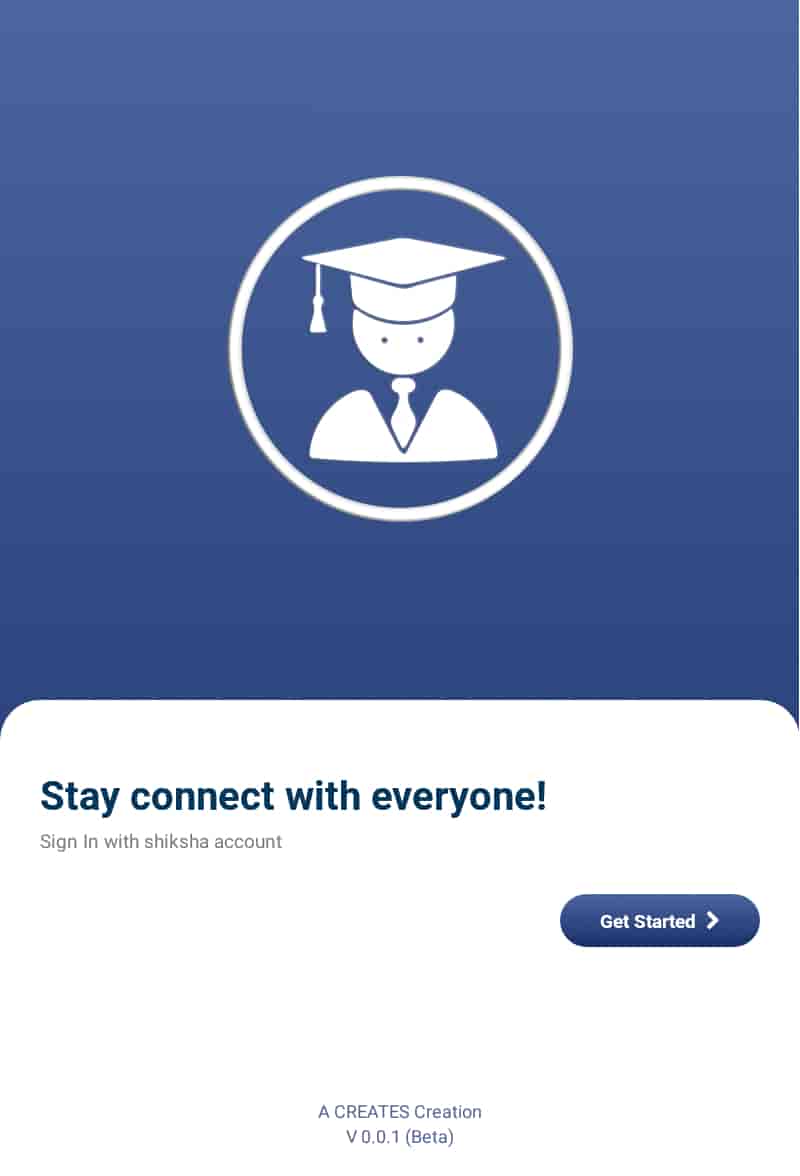 Stay connect with everyone!
Sign In with shiksha account
Get Started
A CREATES Creation
V 0.0.1 (Beta)